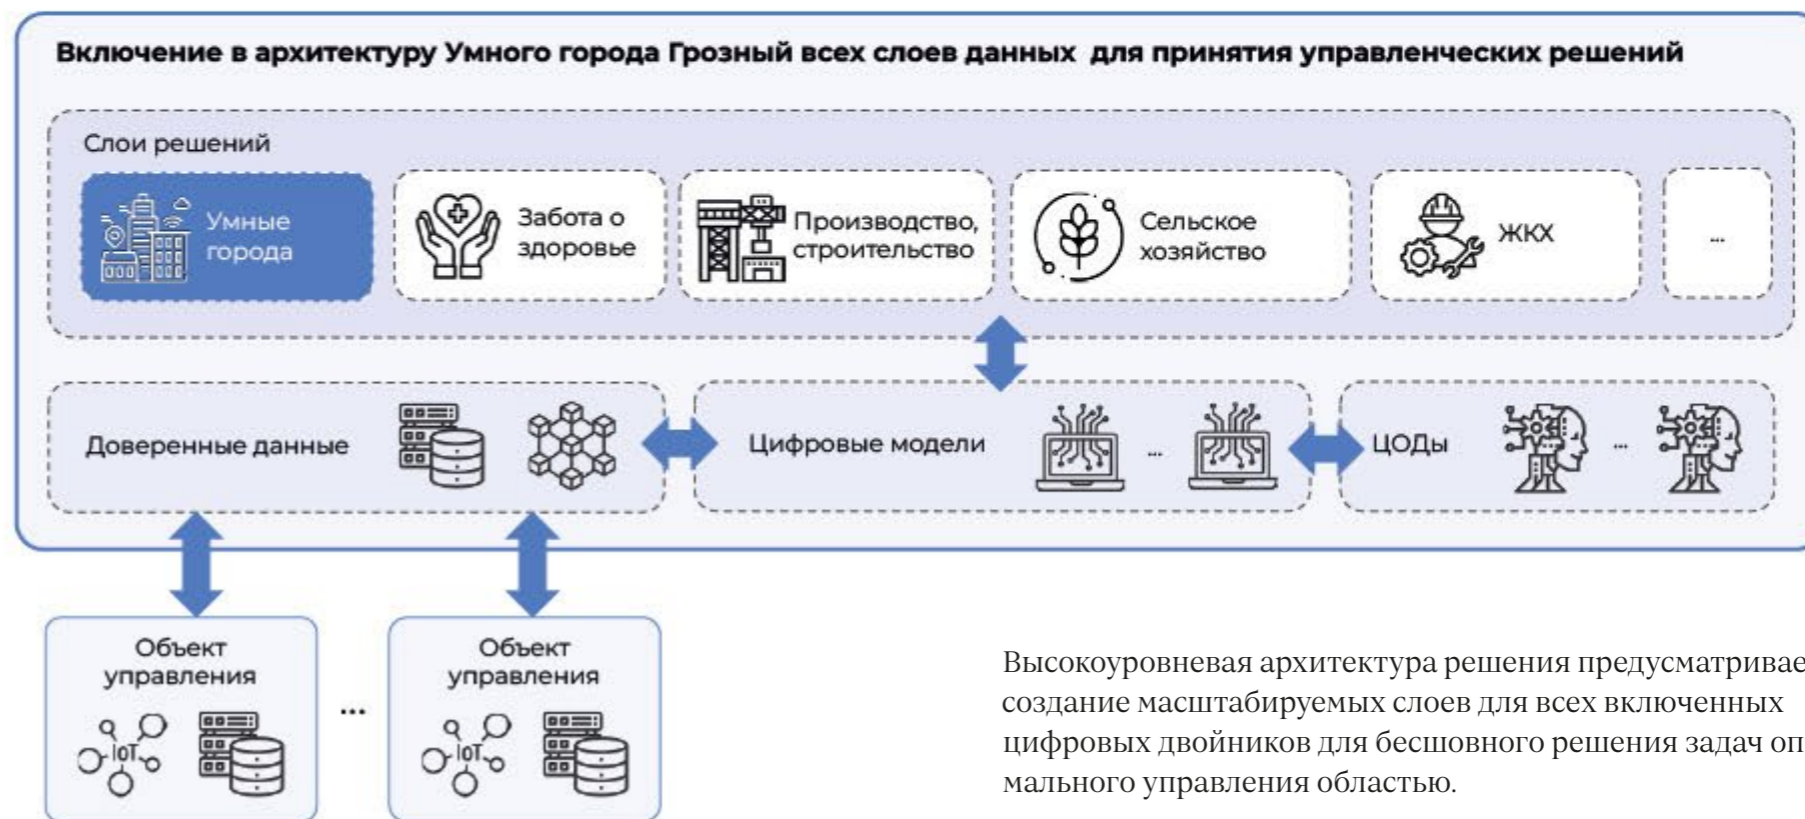 Включение в архитектуру Умного города Грозный всех слоев данных для принятия управленческих решений
Слои решений
Умные
города
Забота о
здоровье
Производство,
строительство
Сельское
хозяйство
ЖКХ
...
Доверенные данные
Цифровые модели
...
ЦОДы
...
Объект
управления
IoT
...
Объект
управления
IoT
Высокоуровневая архитектура решения предусматривае
создание масштабируемых слоев для всех включенных
цифровых двойников для бесшовного решения задач оп
мального управления областью.